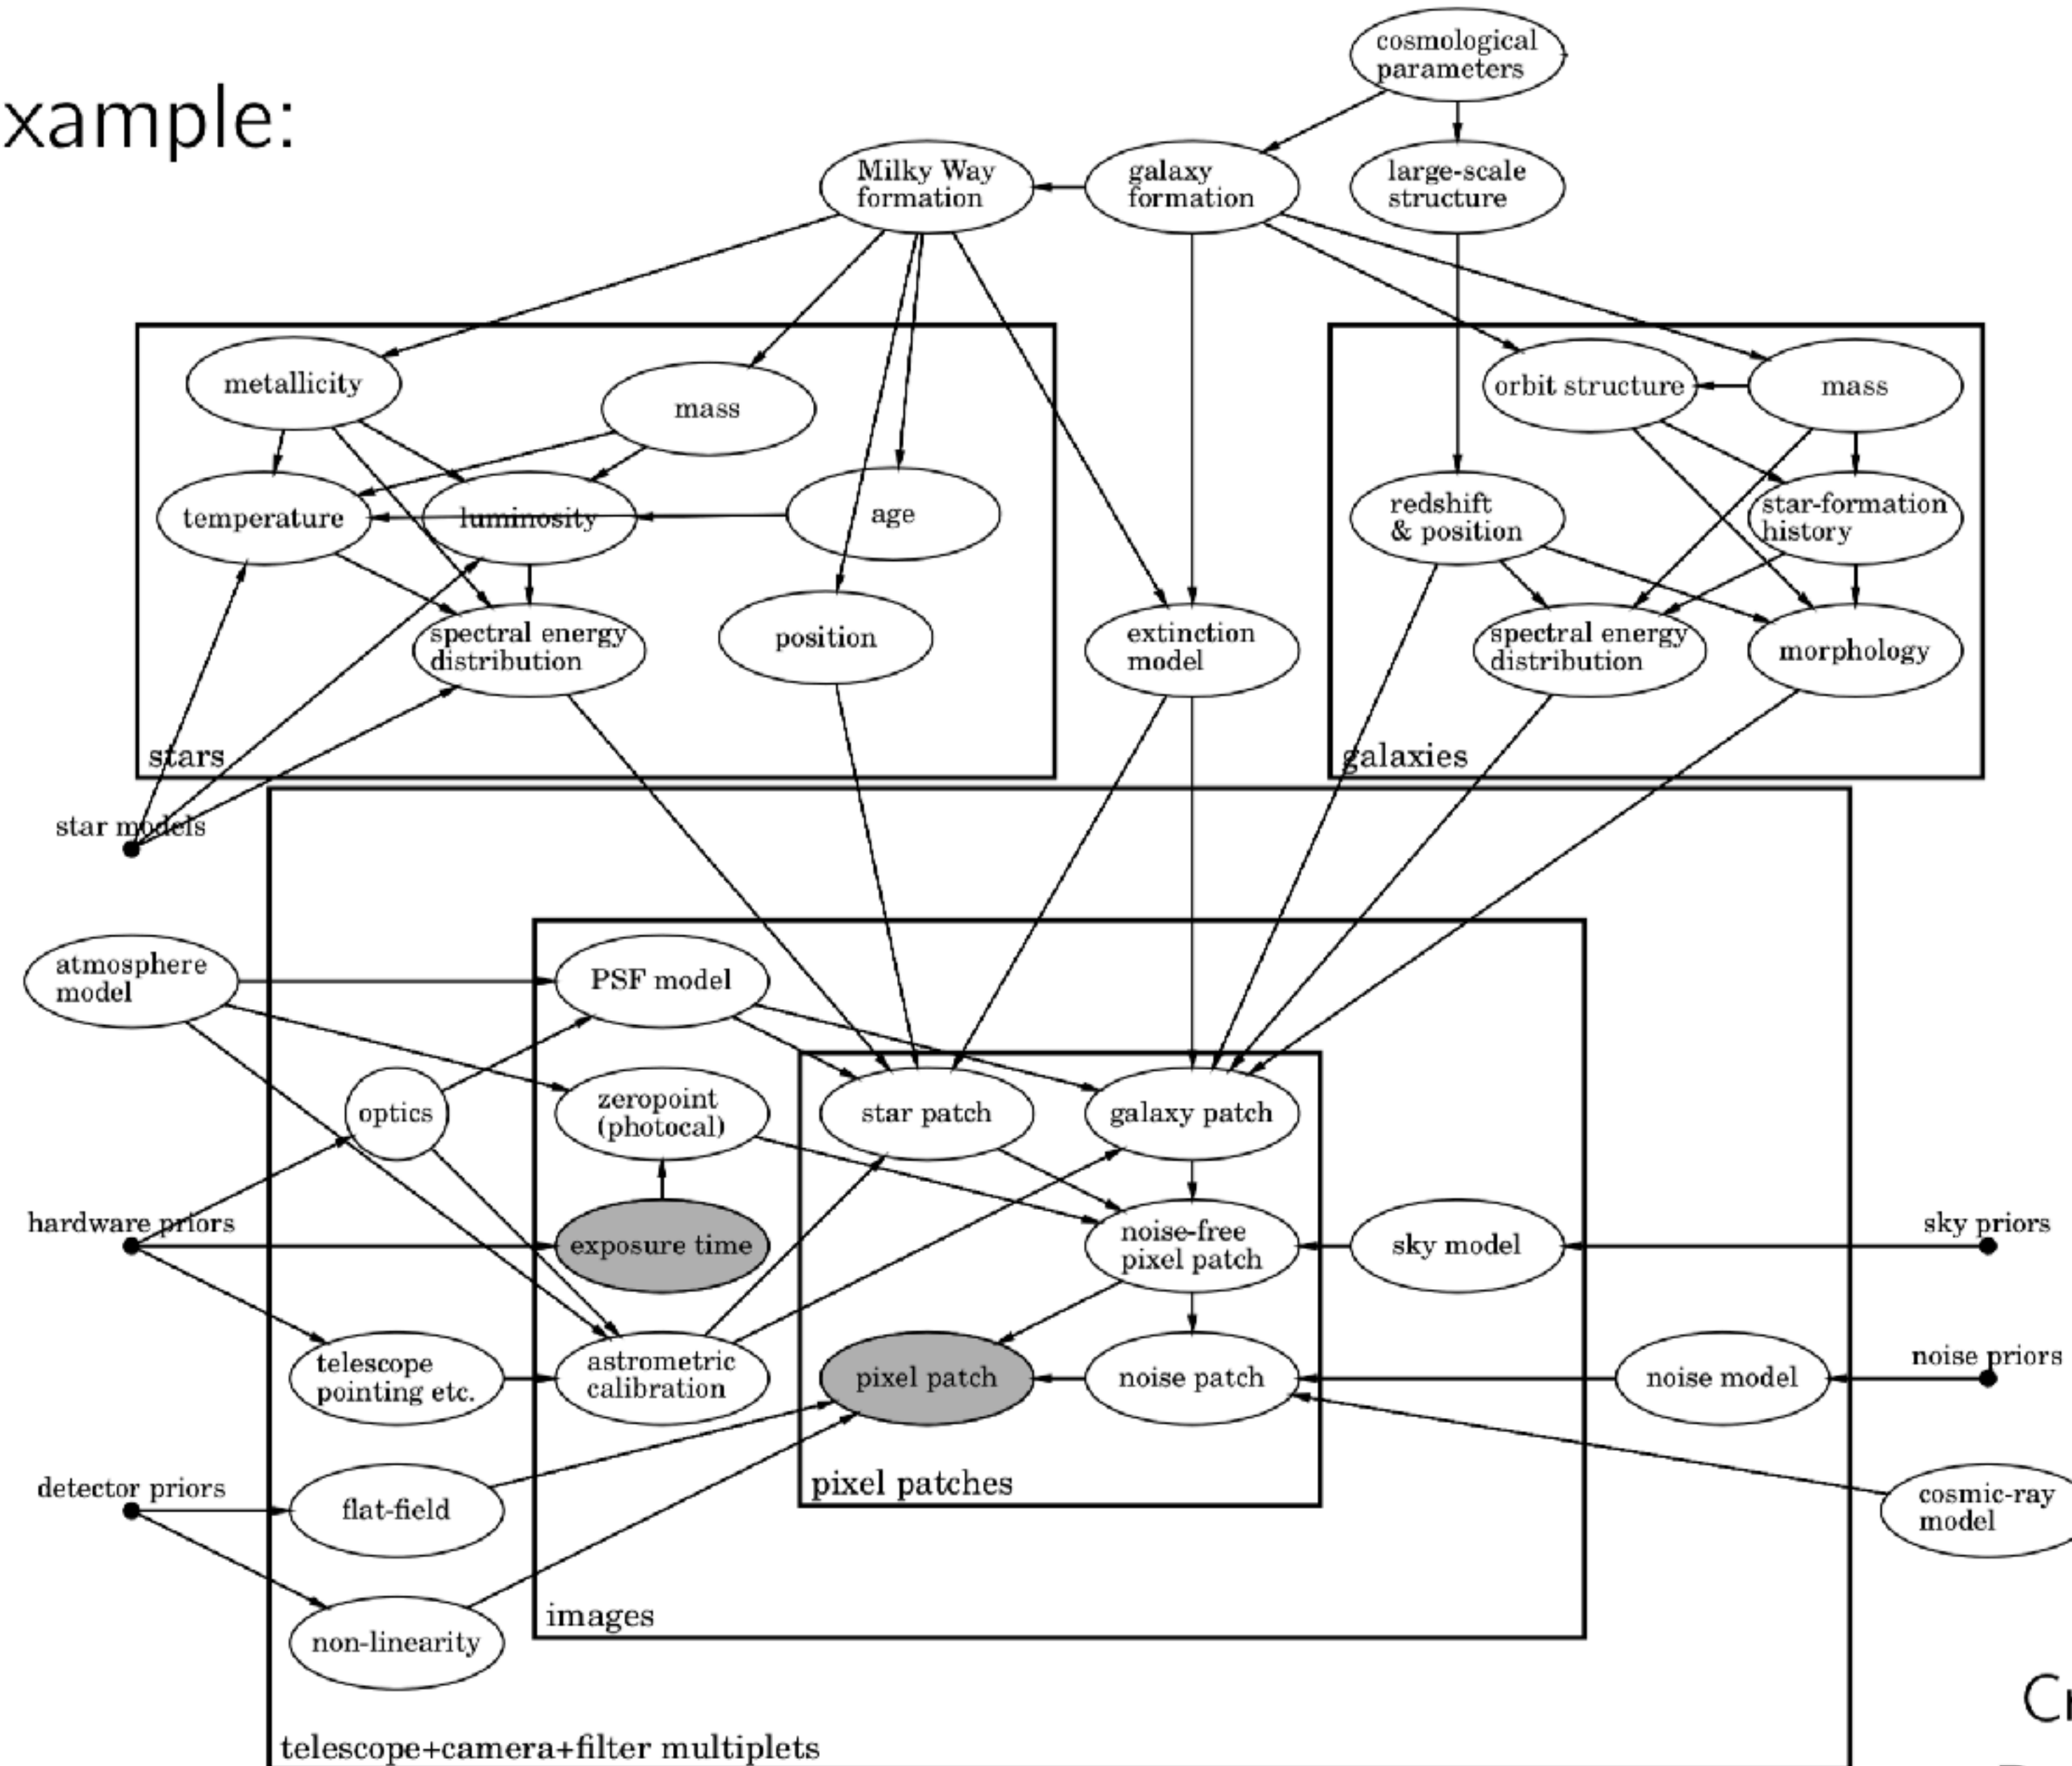 xample:
cosmological
parameters
Milky Way
formation
galaxy
formation
large-scale
structure
metallicity
mass
orbit structure
mass
temperature
luminosity
age
redshift
& position
star-formation
history
spectral energy
distribution
position
extinction
model
spectral energy
distribution
morphology
stars
galaxies
star models
atmosphere
model
PSF model
optics
zeropoint
(photocal)
star patch
galaxy patch
hardware priors
exposure time
noise-free
pixel patch
sky model
sky priors
telescope
pointing etc.
astrometric
calibration
pixel patch
noise patch
noise model
noise priors
detector priors
flat-field
pixel patches
cosmic-ray
model
non-linearity
images
telescope+camera+filter multiplets